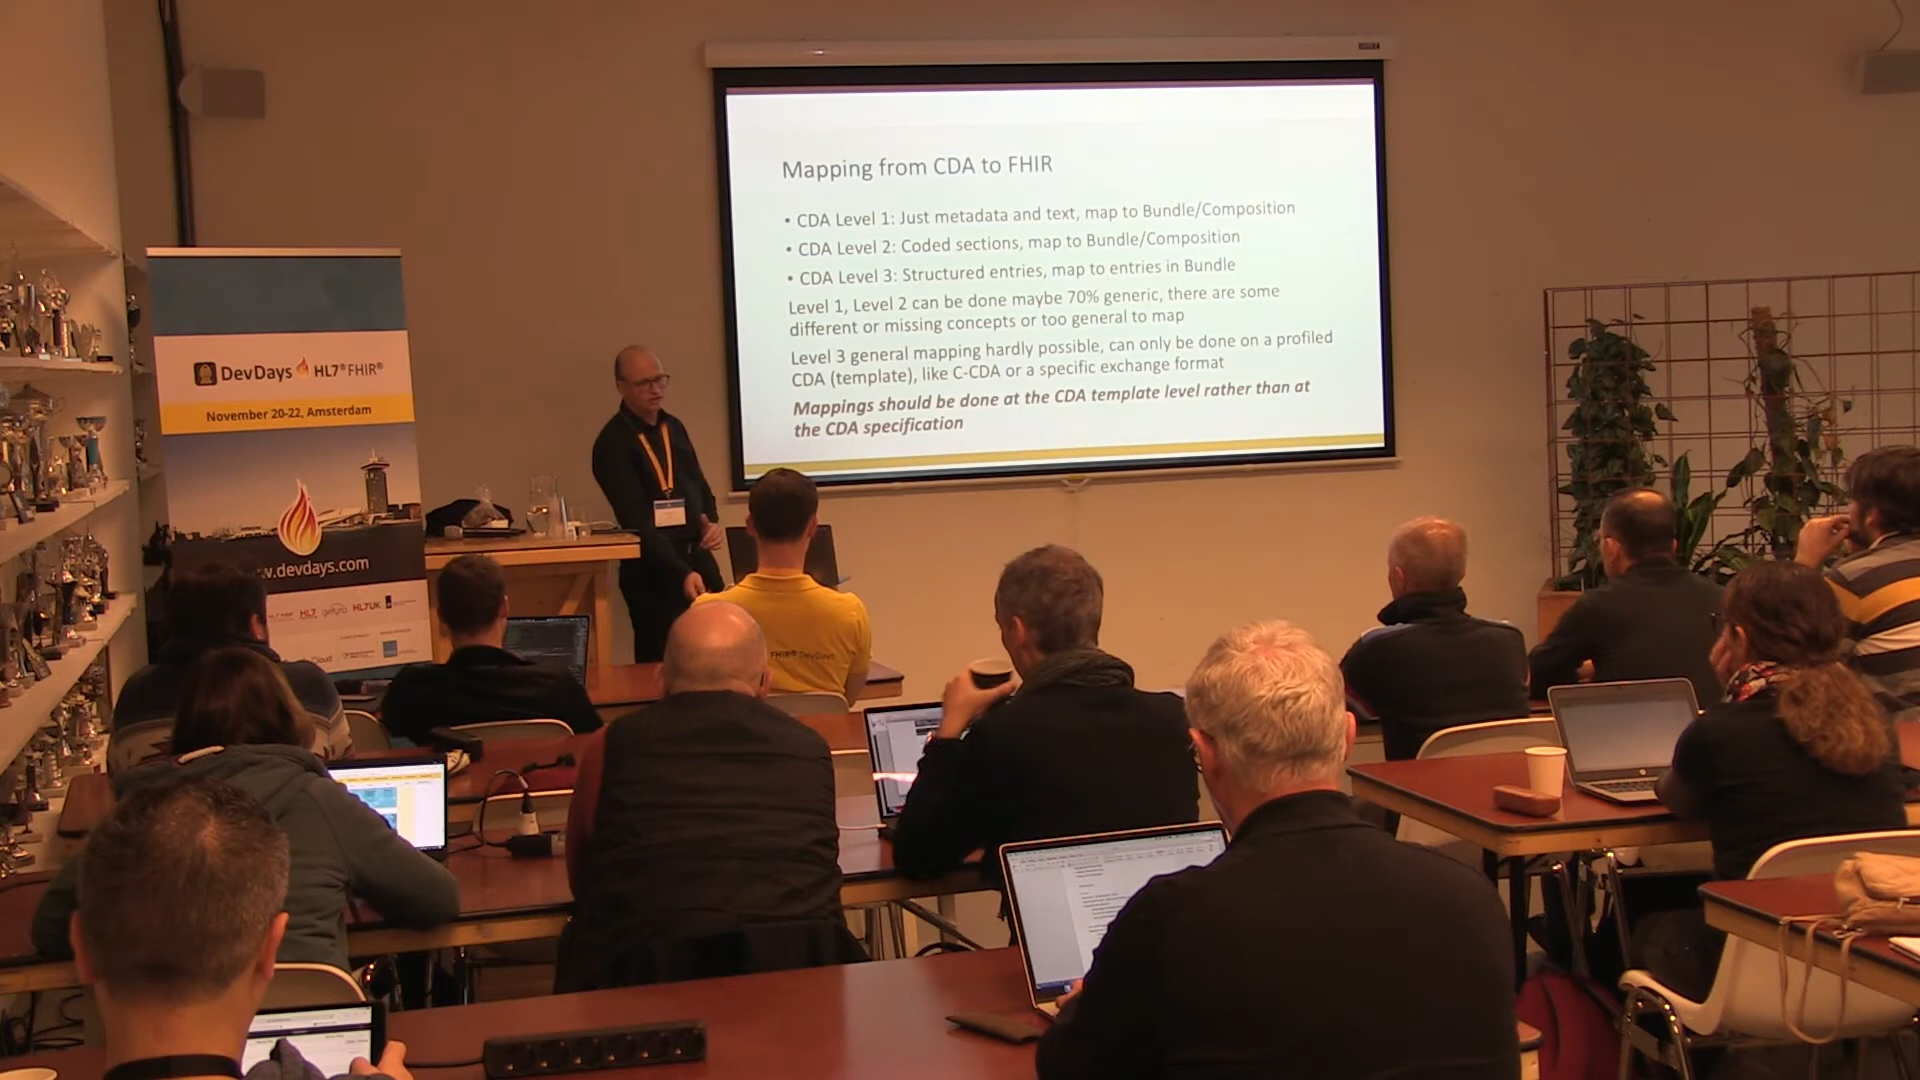 Mapping from CDA to FHIR
• CDA Level 1: Just metadata and text, map to Bundle/Composition
• CDA Level 2: Coded sections, map to Bundle/Composition
• CDA Level 3: Structured entries, map to entries in Bundle
Level 1, Level 2 can be done maybe 70% generic, there are some
different or missing concepts or too general to map
Level 3 general mapping hardly possible, can only be done on a profiled
CDA (template), like C-CDA or a specific exchange format
Mappings should be done at the CDA template level rather than at
the CDA specification
DevDays HL7® FHIR®
November 20-22, Amsterdam
w.devdays.com
HL7 HL7UK
Cloud
FHIR® DevDays